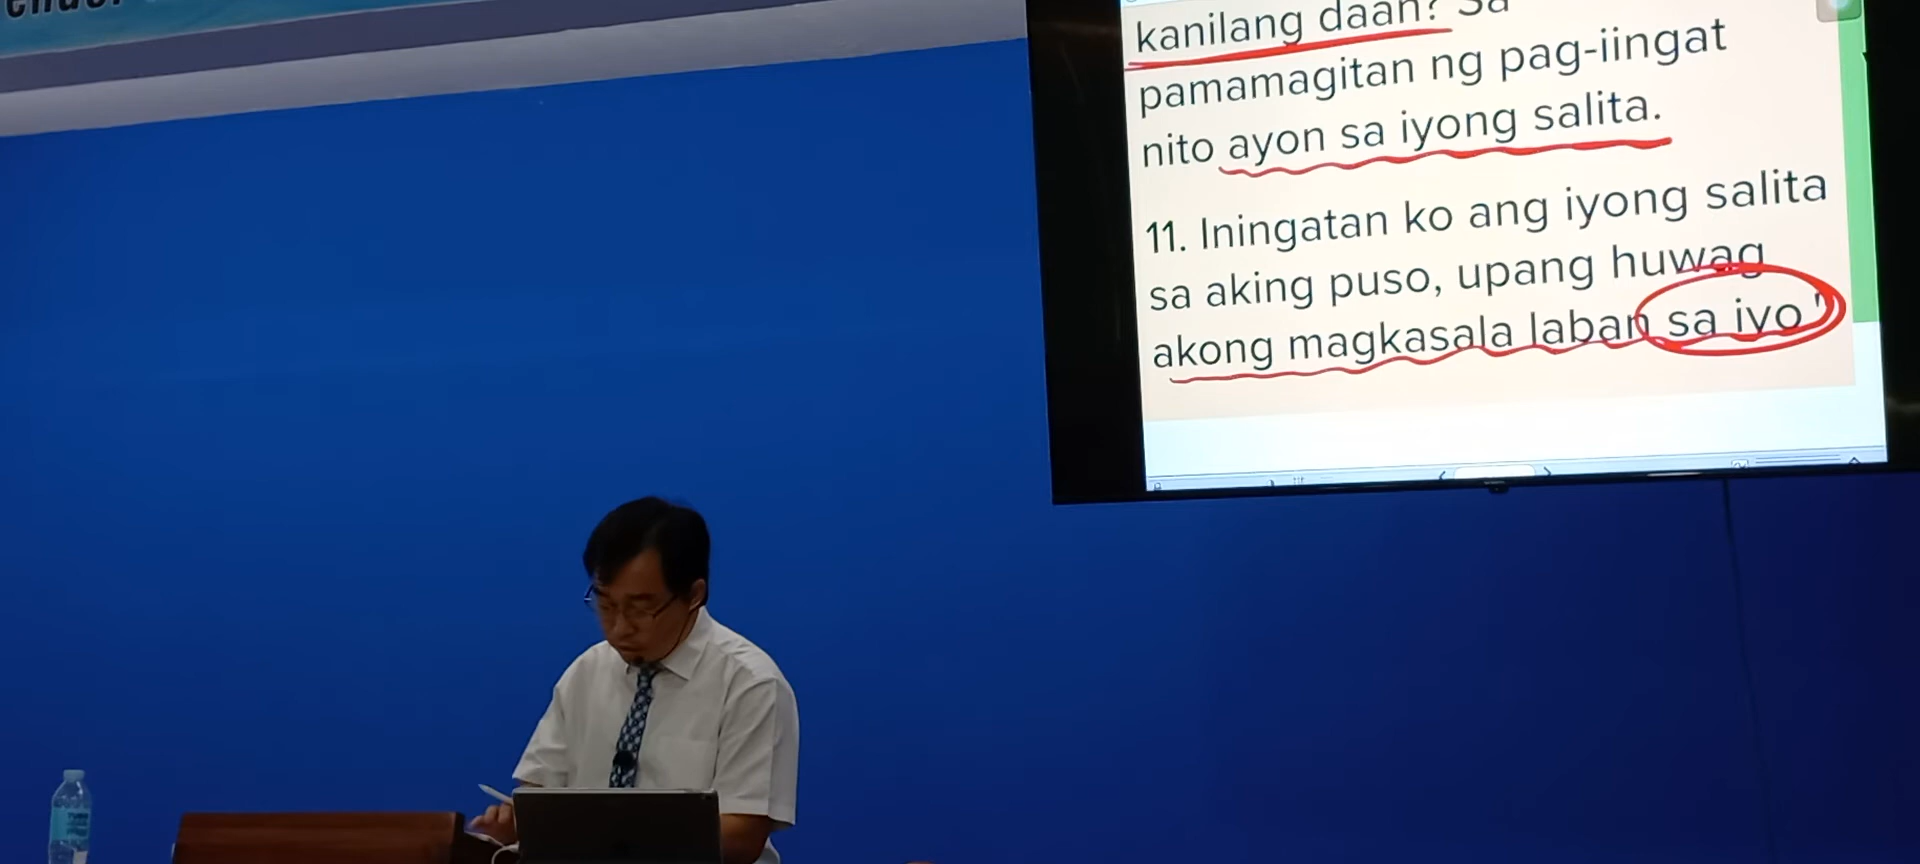 kanilang daan? Sa
pamamagitan ng pag-iingat
nito ayon sa iyong salita.
11. Iningatan ko ang iyong salita
sa aking puso, upang huwag
akong magkasala laban sa iyo"